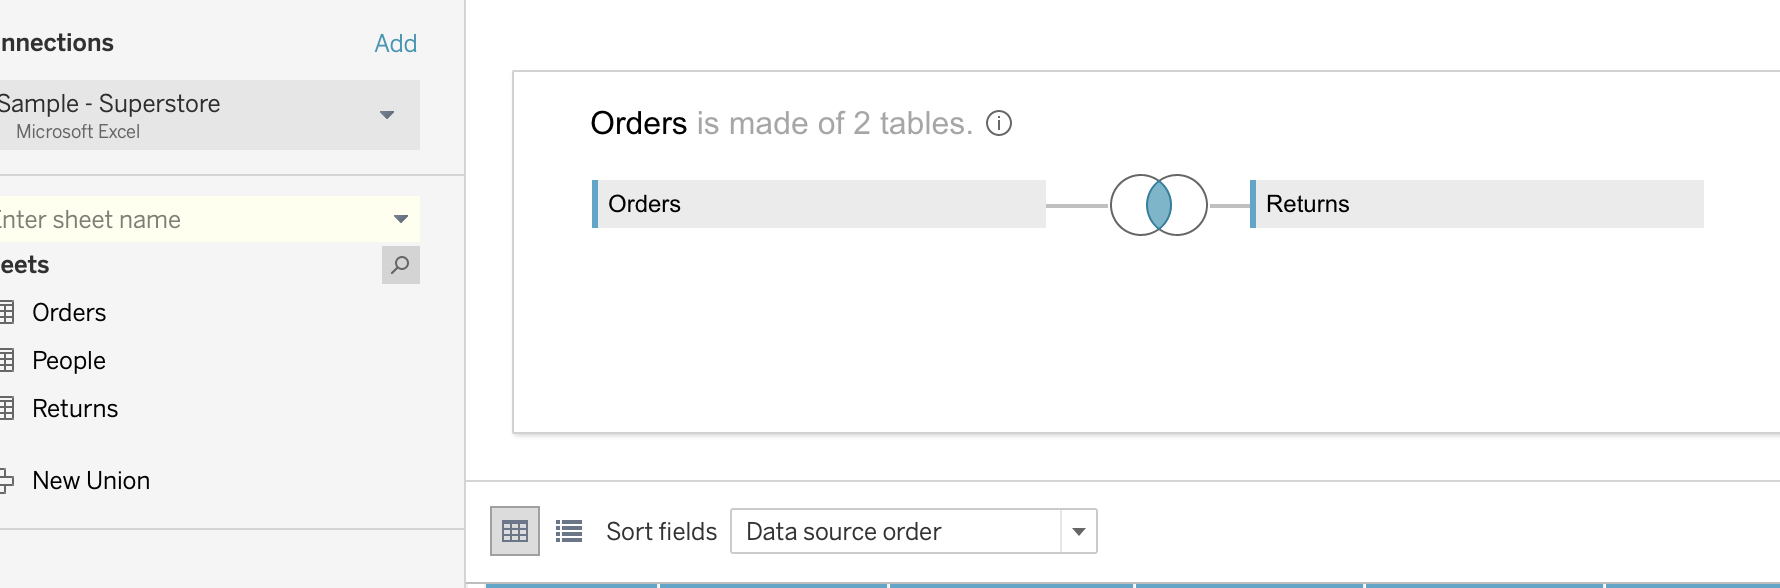 nnections
Add
Sample - Superstore
Microsoft Excel
Enter sheet name
eets
Orders
People
Returns
New Union
Orders is made of 2 tables.
Orders
Returns
Sort fields
Data source order